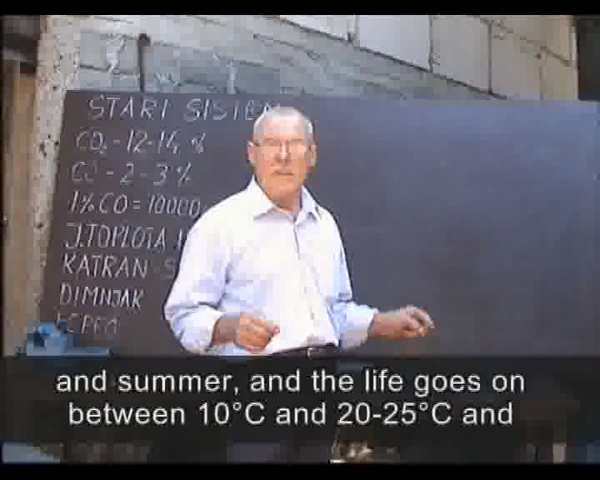 STARI SISTEM
CO₂ - 12-14 %
CO - 2 - 3 %
1% CO = 10000
J.TOPLOTA
KATRAN S
DIMNJAK
and summer, and the life goes on
between 10°C and 20-25°C and